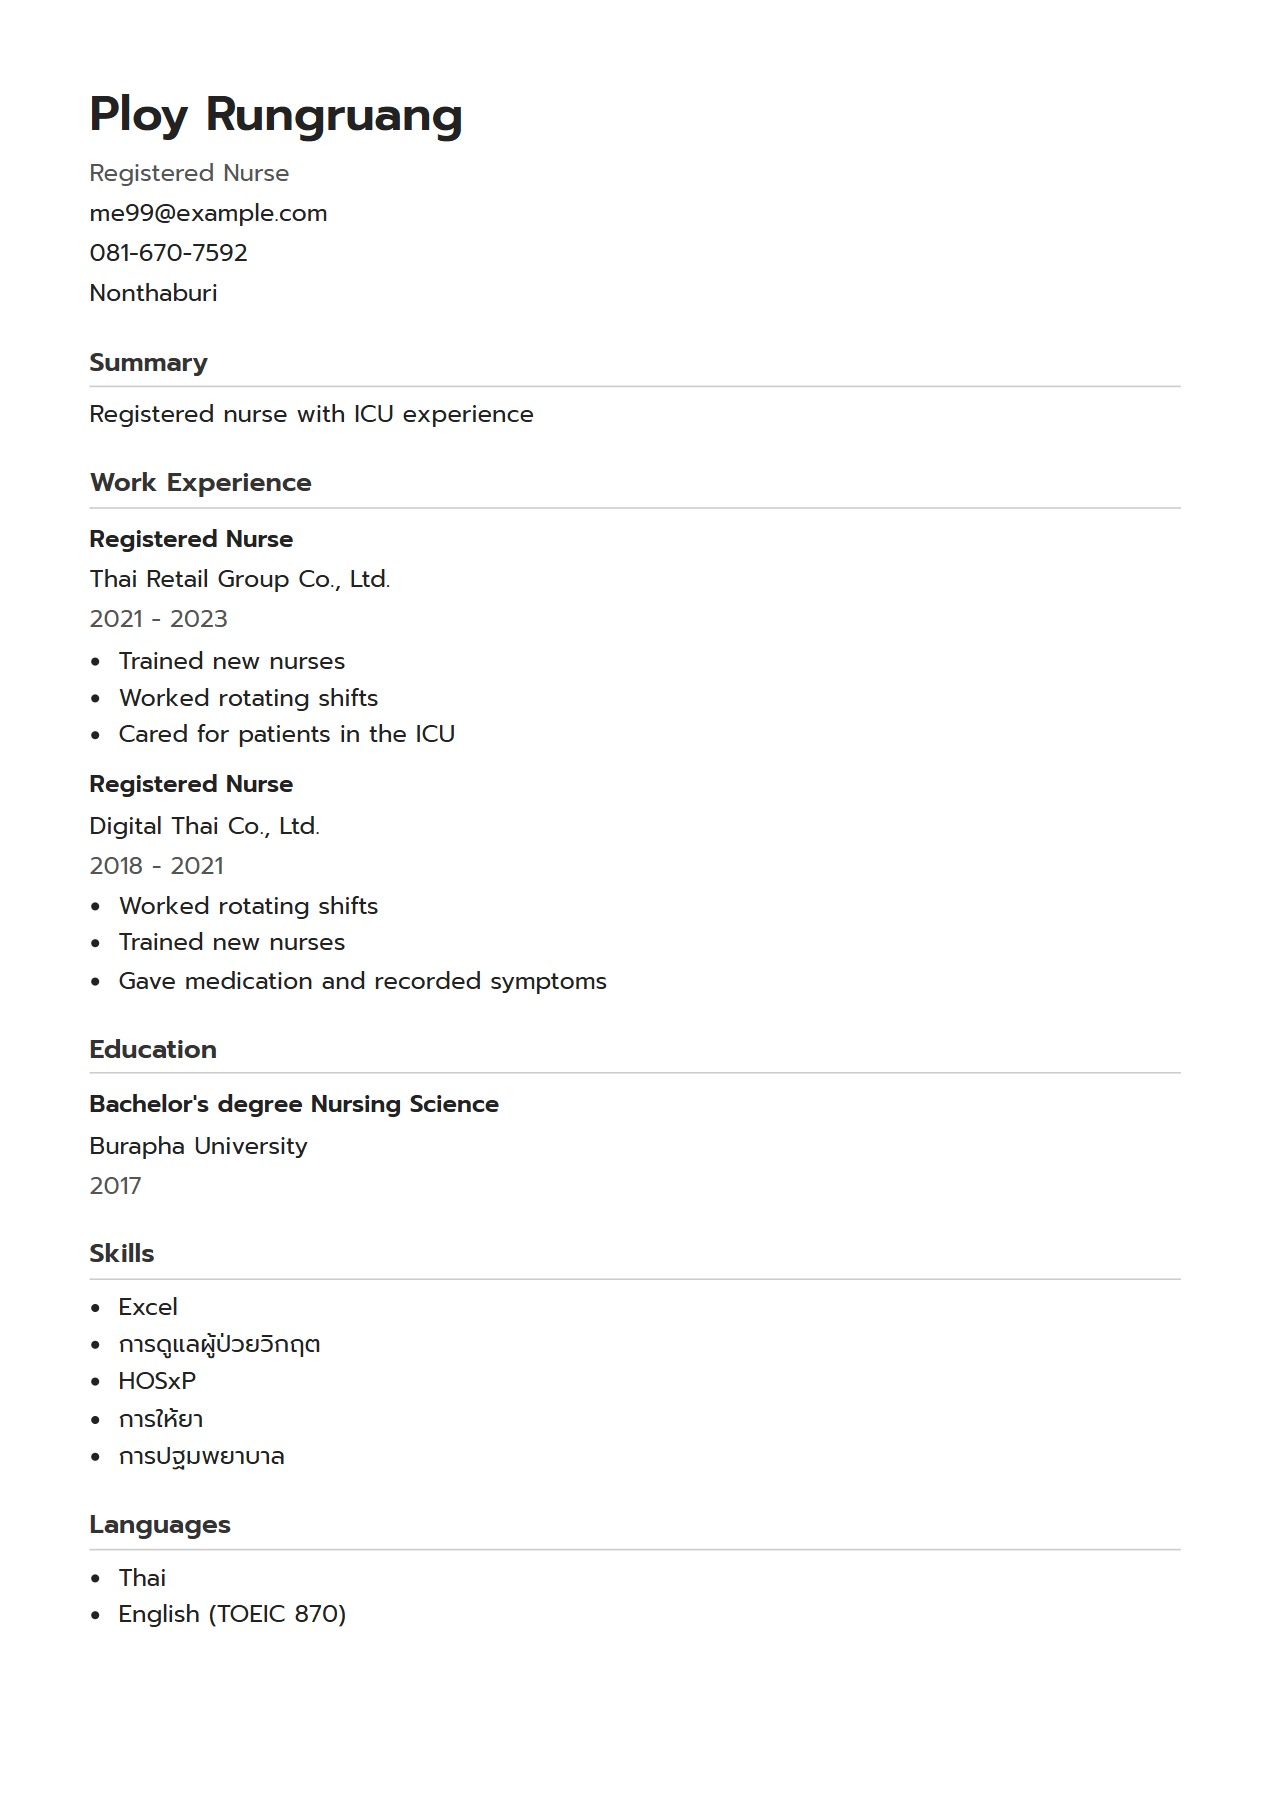 Ploy Rungruang
Registered Nurse
me99@example.com
081-670-7592
Nonthaburi
Summary
Registered nurse with ICU experience
Work Experience
Registered Nurse
Thai Retail Group Co., Ltd.
2021 - 2023
• Trained new nurses
• Worked rotating shifts
• Cared for patients in the ICU
Registered Nurse
Digital Thai Co., Ltd.
2018 - 2021
• Worked rotating shifts
• Trained new nurses
• Gave medication and recorded symptoms
Education
Bachelor's degree Nursing Science
Burapha University
2017
Skills
• Excel
• การดูแลผู้ป่วยวิกฤต
• HOSxP
• การให้ยา
• การปฐมพยาบาล
Languages
• Thai
• English (TOEIC 870)